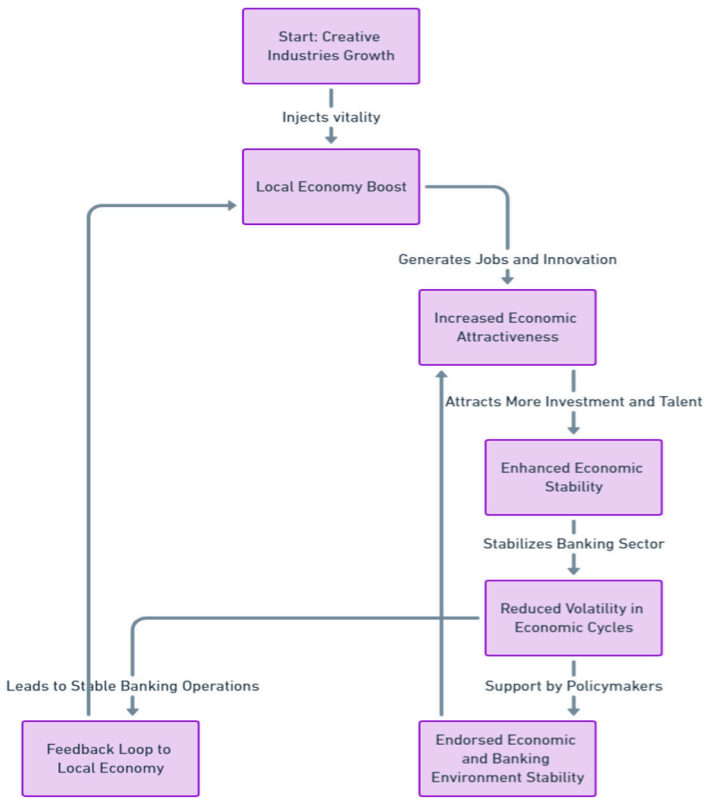 Start: Creative
Industries Growth
Injects vitality
Local Economy Boost
Generates Jobs and Innovation
Increased Economic
Attractiveness
Attracts More Investment and Talent
Enhanced Economic
Stability
Stabilizes Banking Sector
Reduced Volatility in
Economic Cycles
Leads to Stable Banking Operations
Support by Policymakers
Feedback Loop to
Local Economy
Endorsed Economic
and Banking
Environment Stability